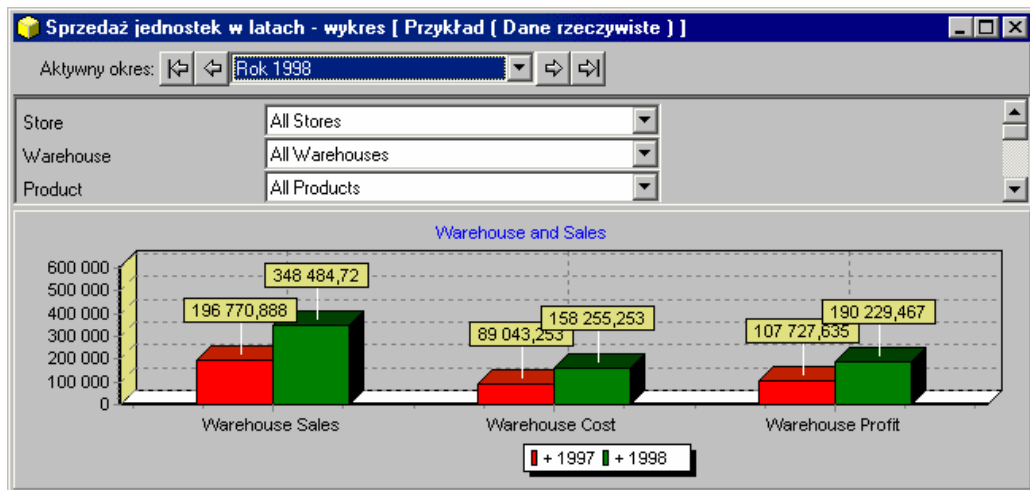 Sprzedaż jednostek w latach - wykres [ Przykład ( Dane rzeczywiste ) ]
Aktywny okres: Rok 1998
Store All Stores
Warehouse All Warehouses
Product All Products
Warehouse and Sales
600 000
500 000
400 000
300 000
200 000
100 000
0
196 770,888
348 484,72
89 043,253
158 255,253
107 727,635
190 229,467
Warehouse Sales Warehouse Cost Warehouse Profit
+ 1997 + 1998